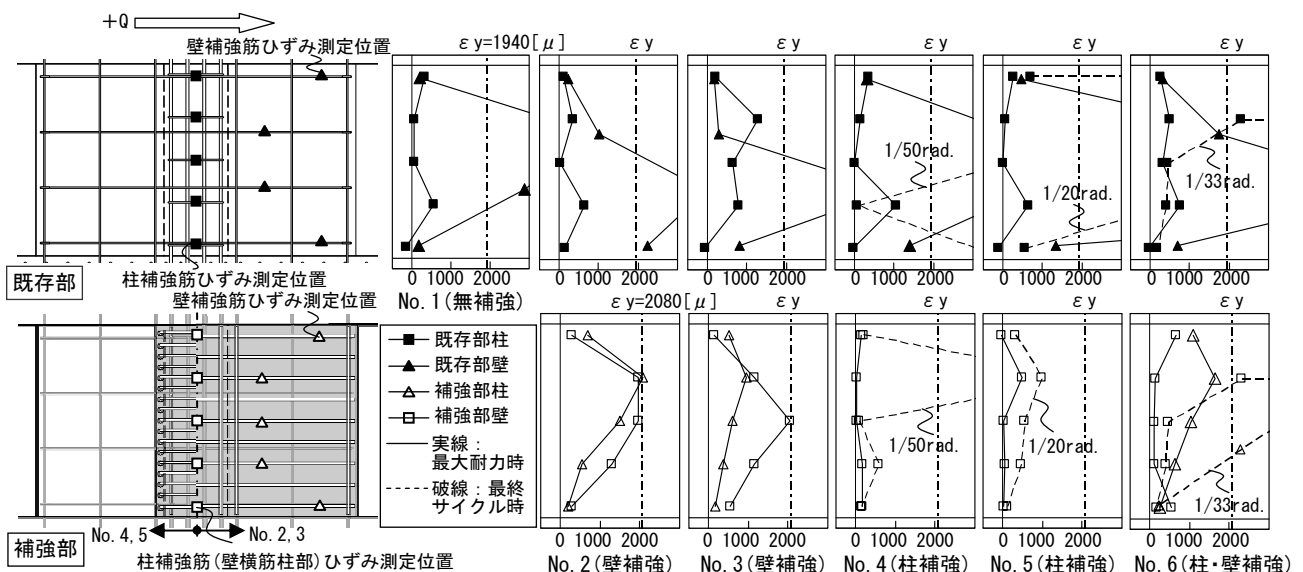 +Q
壁補強筋ひずみ測定位置
既存部
柱補強筋ひずみ測定位置
壁補強筋ひずみ測定位置
補強部
No.4,5
No.2,3
柱補強筋(壁横筋柱部)ひずみ測定位置
εy=1940[μ]
εy
εy
εy
εy
εy
1/50rad.
1/20rad.
1/33rad.
0 1000 2000
0 1000 2000
0 1000 2000
0 1000 2000
0 1000 2000
0 1000 2000
No.1(無補強)
εy=2080[μ]
εy
εy
εy
εy
既存部柱
既存部壁
補強部柱
補強部壁
実線:
最大耐力時
破線:最終
サイクル時
1/50rad.
1/20rad.
1/33rad.
0 1000 2000
0 1000 2000
0 1000 2000
0 1000 2000
0 1000 2000
No.2(壁補強)
No.3(壁補強)
No.4(柱補強)
No.5(柱補強)
No.6(柱・壁補強)